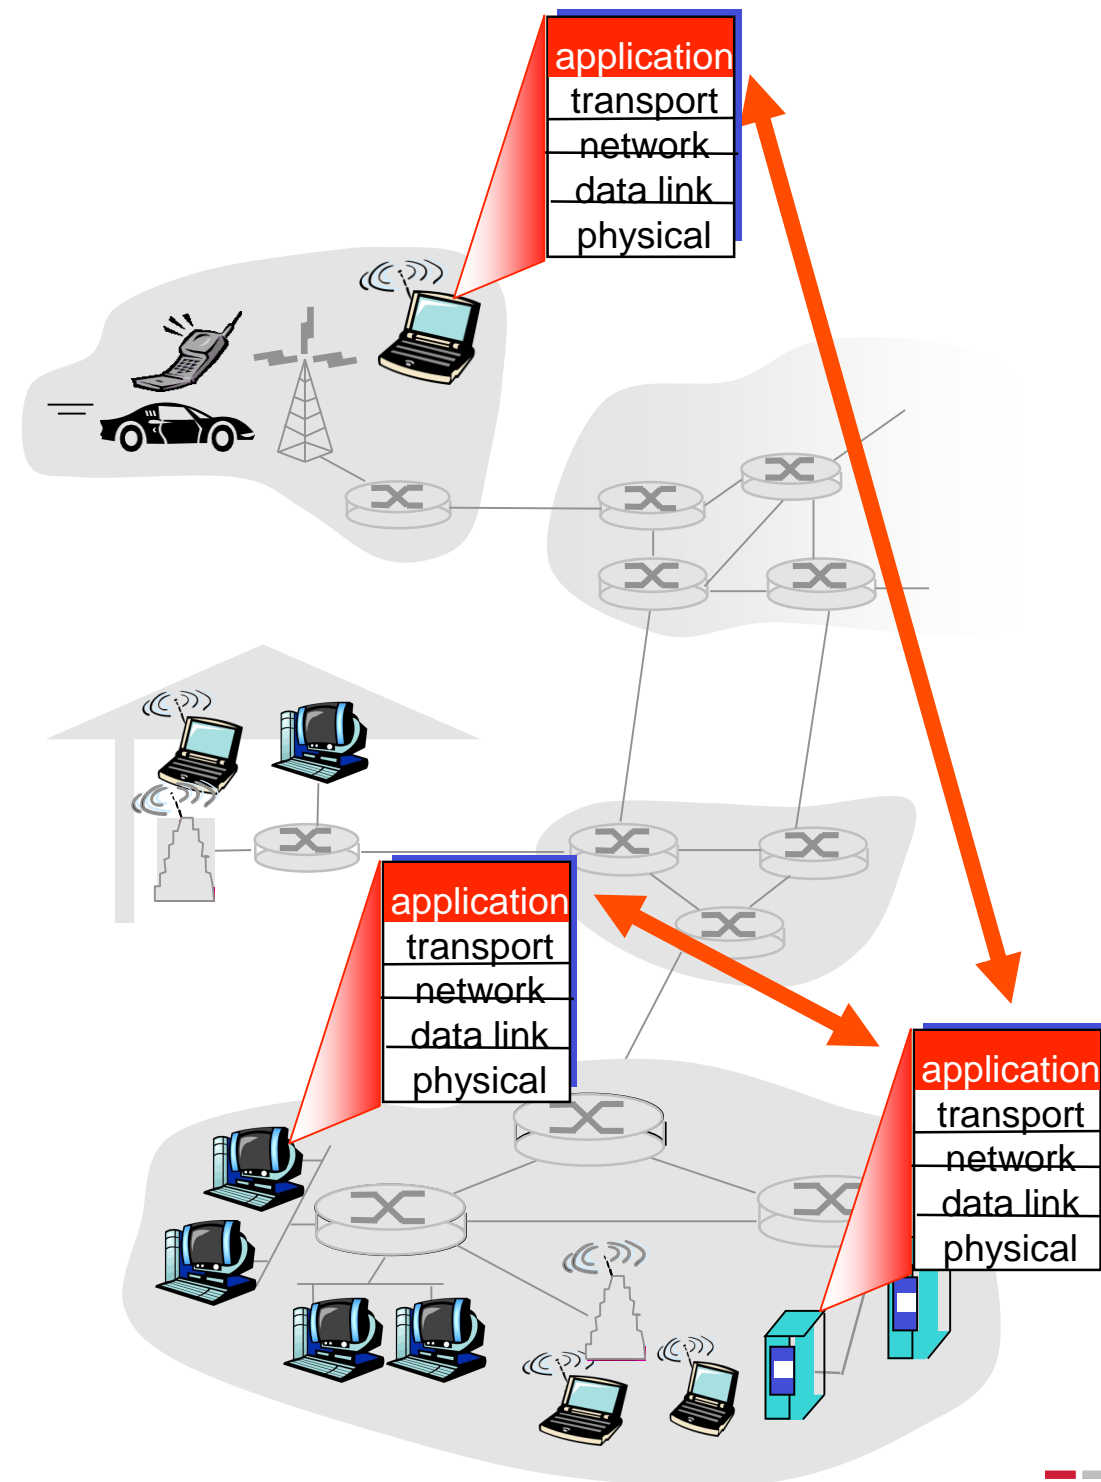 application
transport
network
data link
physical
application
transport
network
data link
physical
application
transport
network
data link
physical